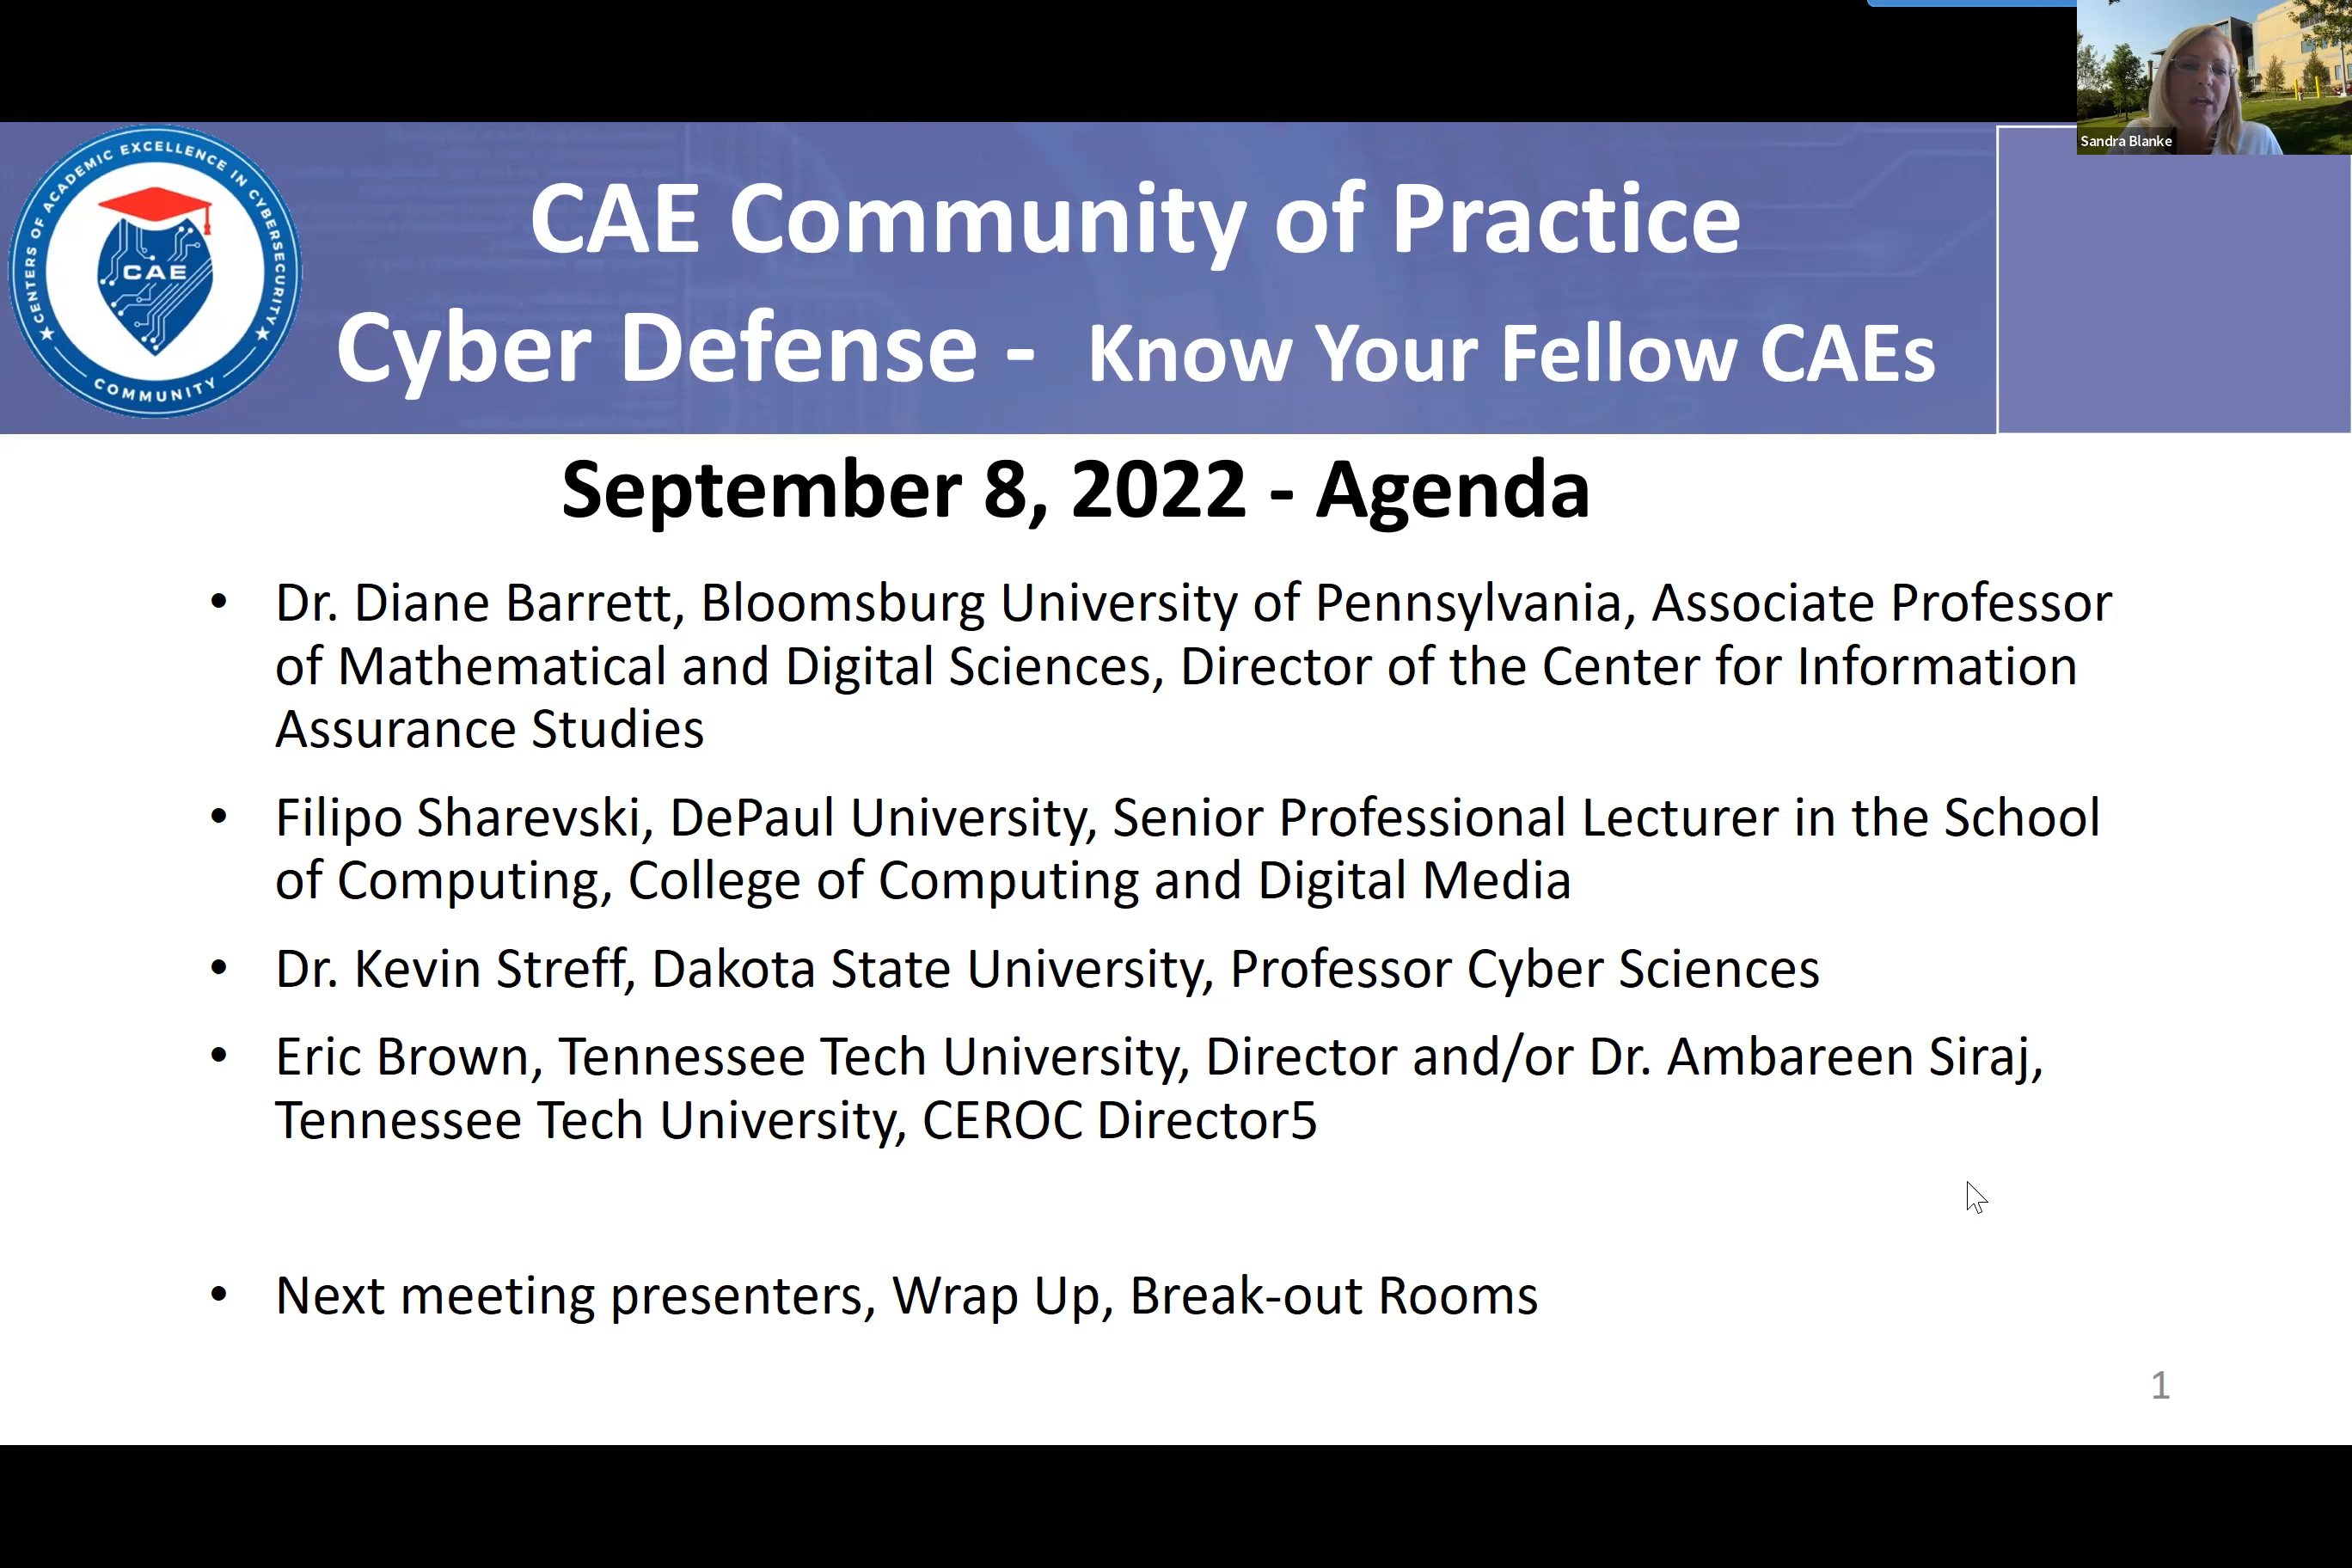 Sandra Blanke
CENTERS OF ACADEMIC EXCELLENCE IN CYBERSECURITY
CAE
COMMUNITY
CAE Community of Practice
Cyber Defense - Know Your Fellow CAEs
September 8, 2022 - Agenda
• Dr. Diane Barrett, Bloomsburg University of Pennsylvania, Associate Professor
of Mathematical and Digital Sciences, Director of the Center for Information
Assurance Studies
• Filipo Sharevski, DePaul University, Senior Professional Lecturer in the School
of Computing, College of Computing and Digital Media
• Dr. Kevin Streff, Dakota State University, Professor Cyber Sciences
• Eric Brown, Tennessee Tech University, Director and/or Dr. Ambareen Siraj,
Tennessee Tech University, CEROC Director5
• Next meeting presenters, Wrap Up, Break-out Rooms
1